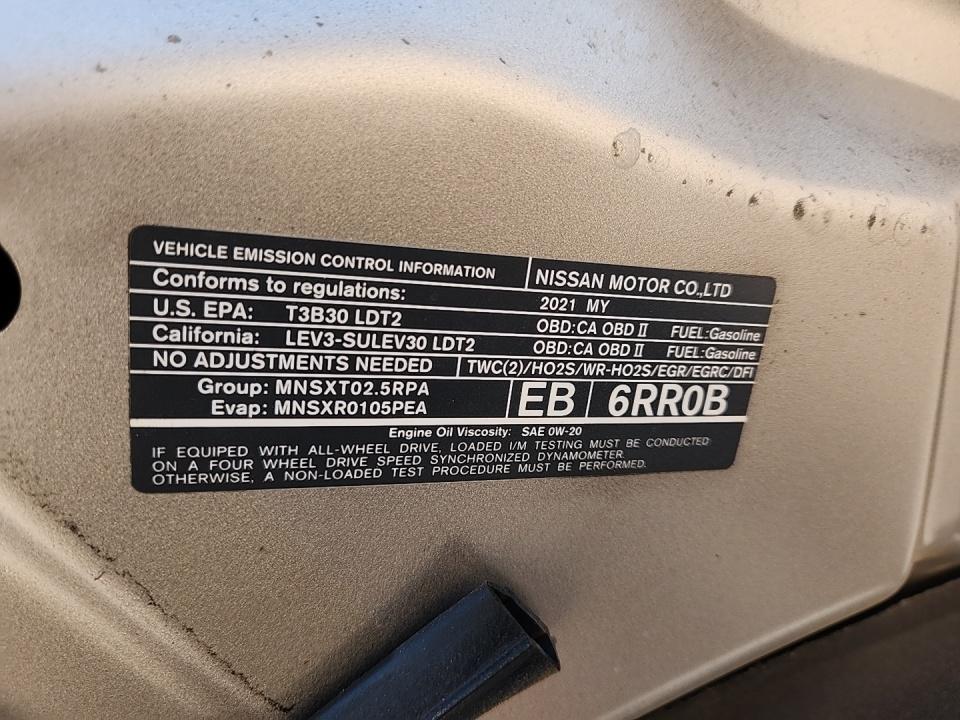 VEHICLE EMISSION CONTROL INFORMATION
NISSAN MOTOR CO.,LTD
Conforms to regulations:
2021 MY
U.S. EPA: T3B30 LDT2
OBD:CA OBD II FUEL:Gasoline
California: LEV3-SULEV30 LDT2
OBD:CA OBD II FUEL:Gasoline
NO ADJUSTMENTS NEEDED
TWC(2)/HO2S/WR-HO2S/EGR/EGRC/DFI
Group: MNSXT02.5RPA
Evap: MNSXR0105PEA
EB
6RR0B
Engine Oil Viscosity: SAE 0W-20
IF EQUIPED WITH ALL-WHEEL DRIVE, LOADED I/M TESTING MUST BE CONDUCTED
ON A FOUR WHEEL DRIVE SPEED SYNCHRONIZED DYNAMOMETER.
OTHERWISE, A NON-LOADED TEST PROCEDURE MUST BE PERFORMED.